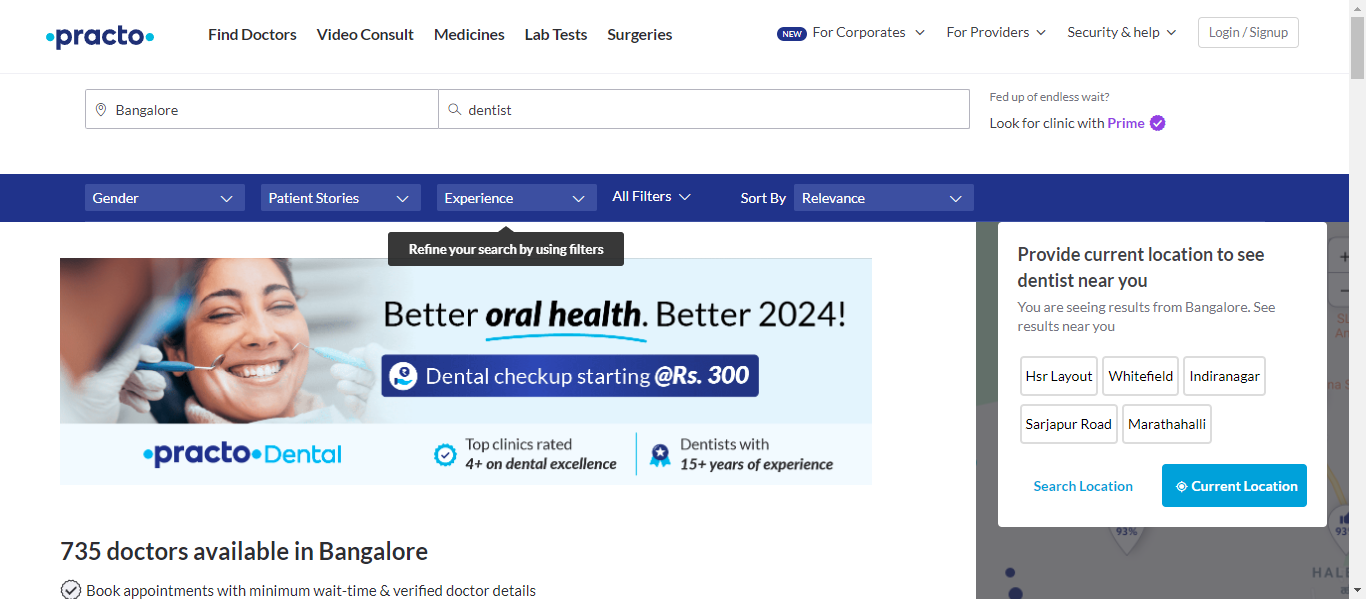 practo
Find Doctors Video Consult Medicines Lab Tests Surgeries
NEW For Corporates For Providers Security & help Login / Signup
Bangalore
dentist
Fed up of endless wait?
Look for clinic with Prime
Gender Patient Stories Experience All Filters Sort By Relevance
Refine your search by using filters
Better oral health. Better 2024!
Dental checkup starting @Rs. 300
practo Dental
Top clinics rated
4+ on dental excellence
Dentists with
15+ years of experience
Provide current location to see
dentist near you
You are seeing results from Bangalore. See
results near you
Hsr Layout Whitefield Indiranagar
Sarjapur Road Marathahalli
Search Location Current Location
93%
HAL
735 doctors available in Bangalore
Book appointments with minimum wait-time & verified doctor details